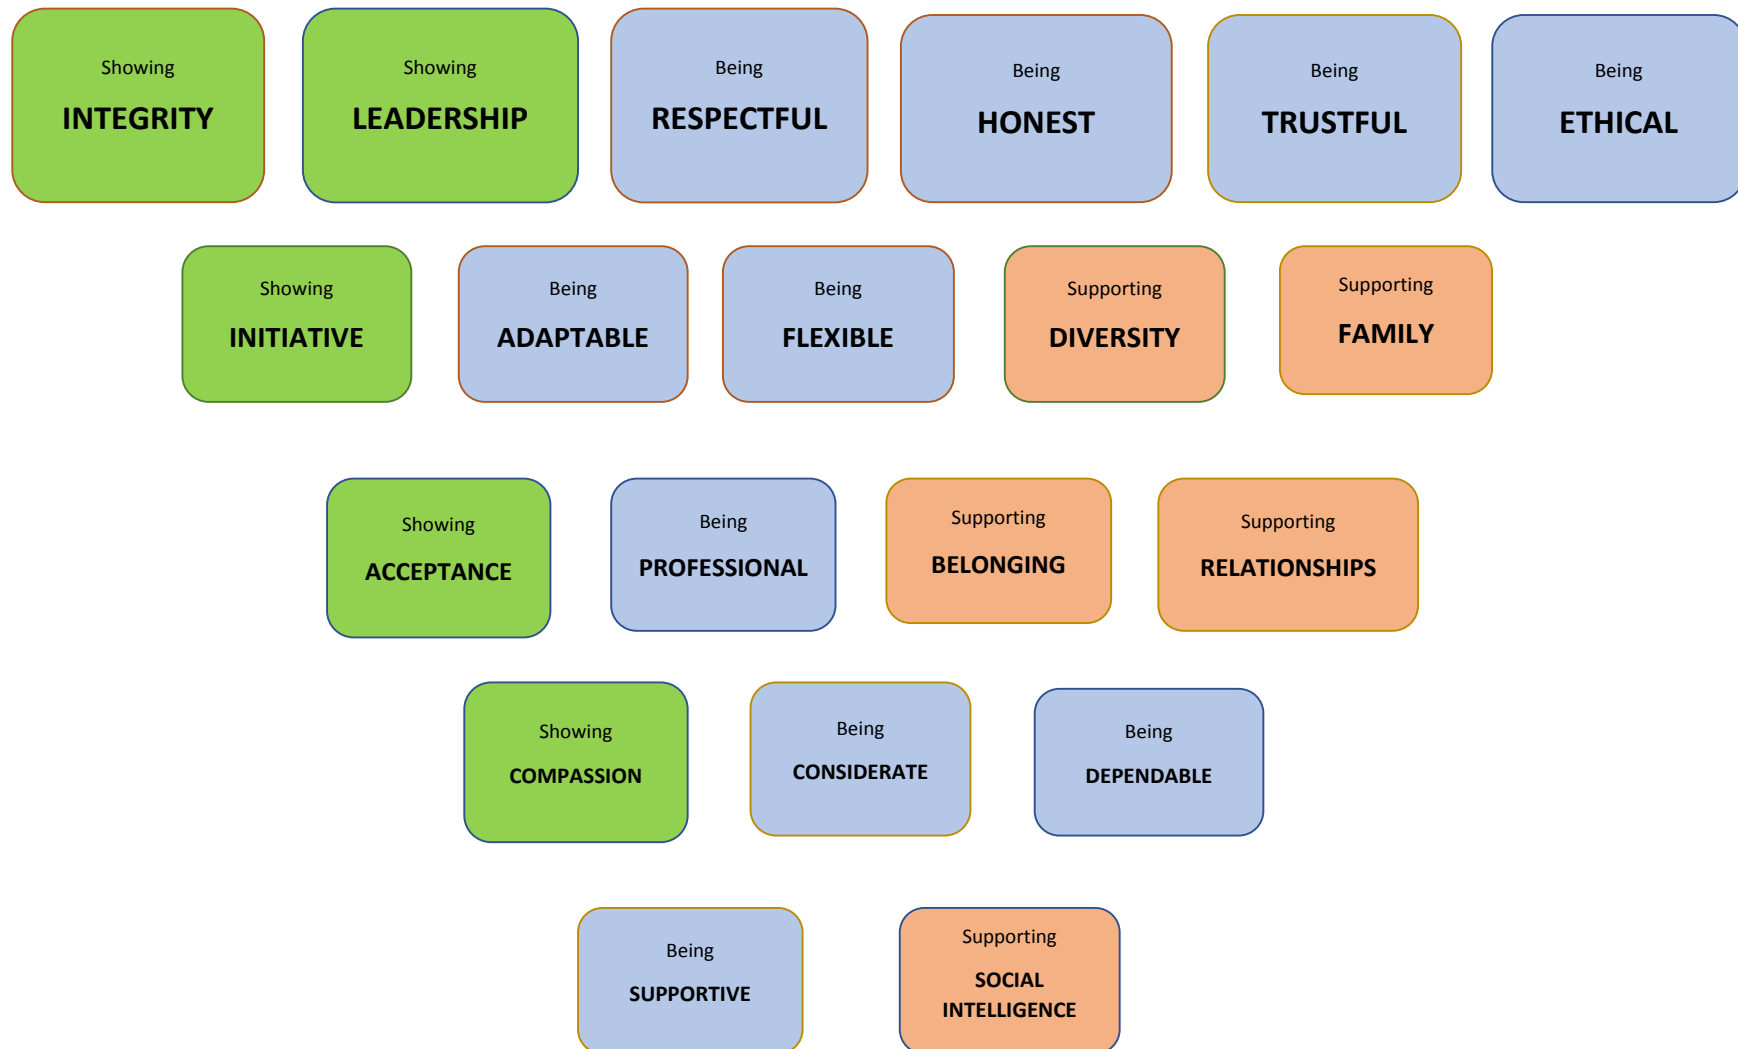 Showing
INTEGRITY
Showing
LEADERSHIP
Being
RESPECTFUL
Being
HONEST
Being
TRUSTFUL
Being
ETHICAL
Showing
INITIATIVE
Being
ADAPTABLE
Being
FLEXIBLE
Supporting
DIVERSITY
Supporting
FAMILY
Showing
ACCEPTANCE
Being
PROFESSIONAL
Supporting
BELONGING
Supporting
RELATIONSHIPS
Showing
COMPASSION
Being
CONSIDERATE
Being
DEPENDABLE
Being
SUPPORTIVE
Supporting
SOCIAL
INTELLIGENCE